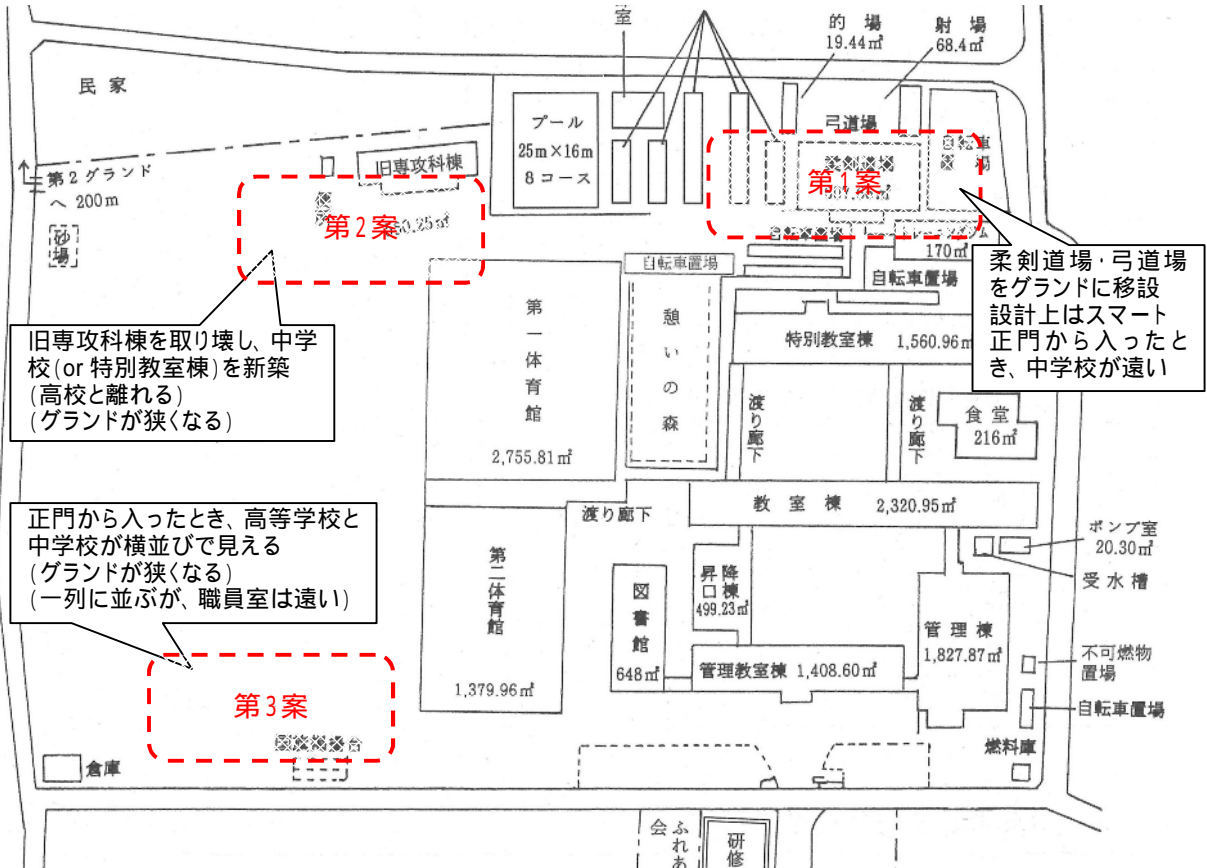 室
的場
19.44㎡
射場
68.4㎡
民家
プール
25m×16m
8コース
弓道場
第1案
旧専攻科棟
第2グランド
へ 200m
砂場
第2案
170㎡
自転車置場
自転車置場
柔剣道場・弓道場
をグランドに移設
設計上はスマート
正門から入ったと
き、中学校が遠い
旧専攻科棟を取り壊し、中学
校(or 特別教室棟)を新築
(高校と離れる)
(グランドが狭くなる)
第一体育館
2,755.81㎡
憩いの森
特別教室棟 1,560.96㎡
渡り廊下
渡り廊下
食堂
216㎡
正門から入ったとき、高等学校と
中学校が横並びで見える
(グランドが狭くなる)
(一列に並ぶが、職員室は遠い)
渡り廊下
教室棟 2,320.95㎡
ポンプ室
20.30㎡
受水槽
第二体育館
1,379.96㎡
図書館
648㎡
昇降口棟
499.23㎡
管理棟
1,827.87㎡
管理教室棟 1,408.60㎡
不可燃物
置場
自転車置場
第3案
倉庫
燃料庫
ふれあ
会
研修